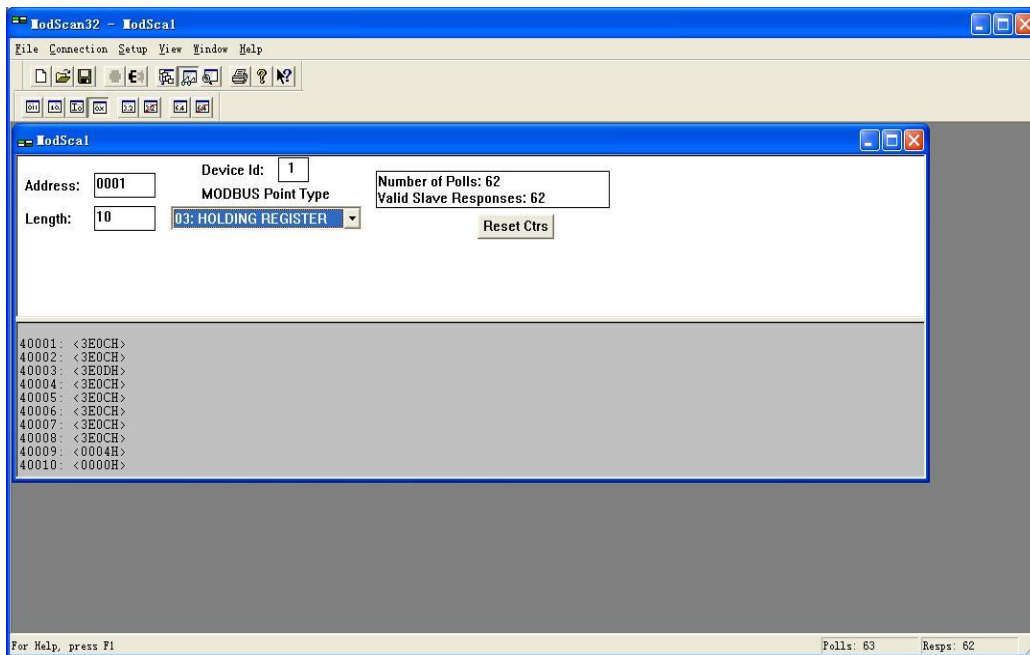 ModScan32 - ModSca1
File Connection Setup View Window Help
ModSca1
Address: 0001
Device Id: 1
MODBUS Point Type
Length: 10
03: HOLDING REGISTER
Number of Polls: 62
Valid Slave Responses: 62
Reset Ctrs
40001: <3E0CH>
40002: <3E0CH>
40003: <3E0DH>
40004: <3E0CH>
40005: <3E0CH>
40006: <3E0CH>
40007: <3E0CH>
40008: <3E0CH>
40009: <0004H>
40010: <0000H>
For Help, press F1
Polls: 63
Resps: 62